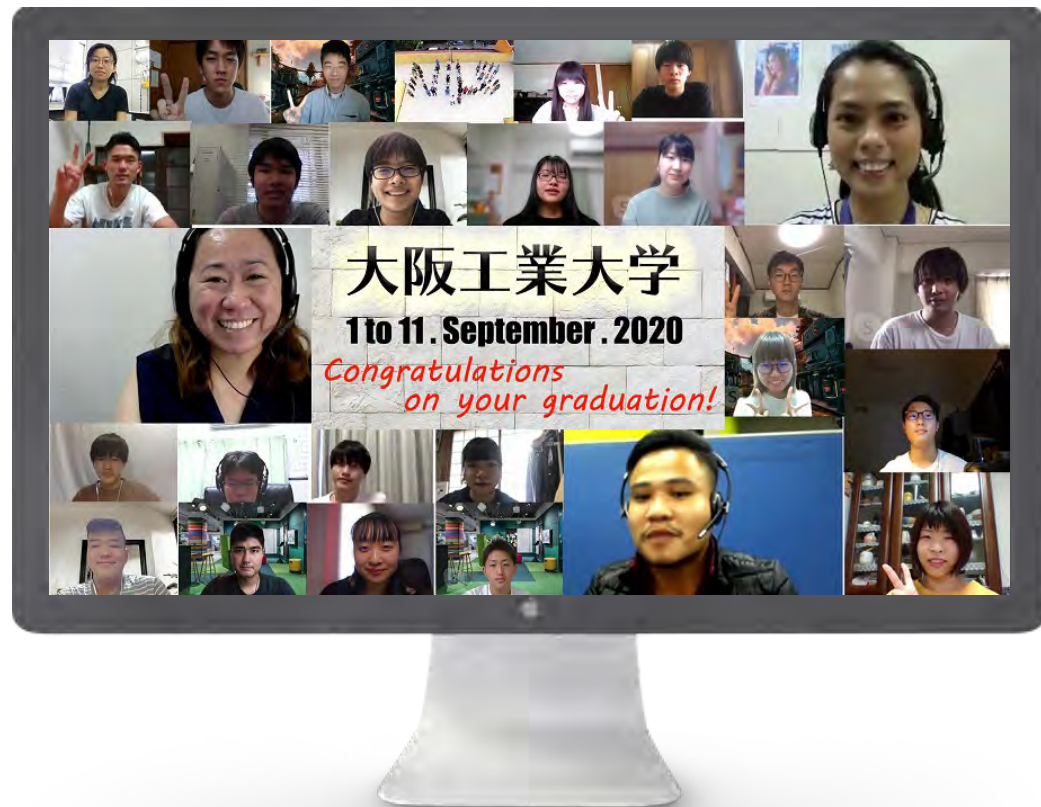 大阪工業大学
1 to 11 . September . 2020
Congratulations
on your graduation!